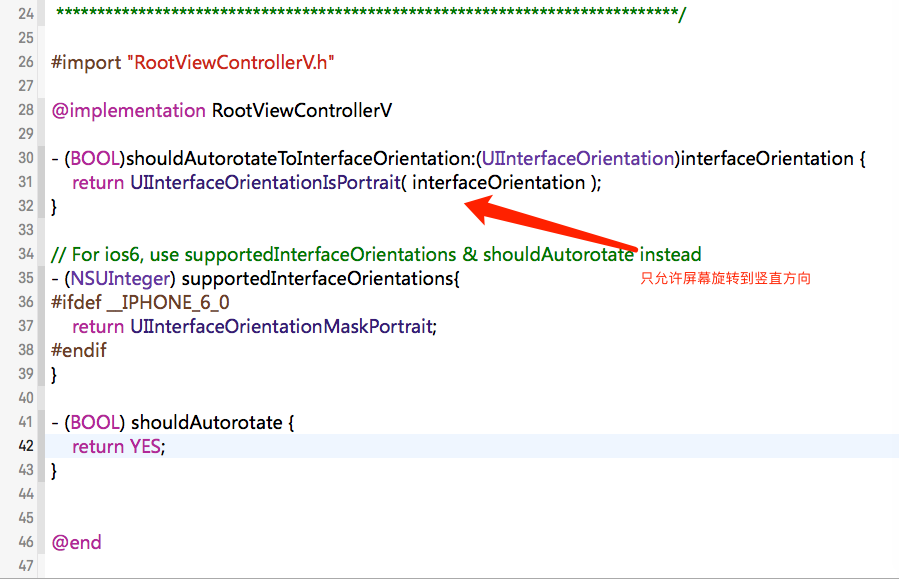 24 ******************************************************************************/
25
26 #import "RootViewControllerV.h"
27
28 @implementation RootViewControllerV
29
30 - (BOOL)shouldAutorotateToInterfaceOrientation:(UIInterfaceOrientation)interfaceOrientation {
31 return UIInterfaceOrientationIsPortrait( interfaceOrientation );
32 }
33
34 // For ios6, use supportedInterfaceOrientations & shouldAutorotate instead
35 - (NSUInteger) supportedInterfaceOrientations{
只允许屏幕旋转到竖直方向
36 #ifdef __IPHONE_6_0
37 return UIInterfaceOrientationMaskPortrait;
38 #endif
39 }
40
41 - (BOOL) shouldAutorotate {
42 return YES;
43 }
44
45
46 @end
47